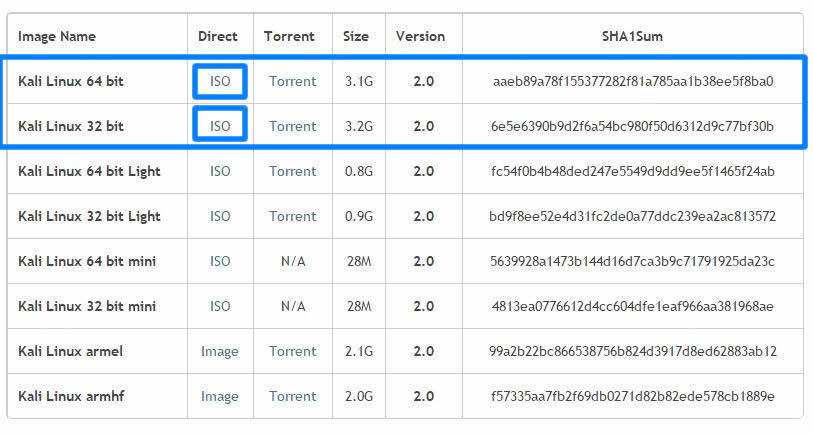 Image Name Direct Torrent Size Version SHA1Sum
Kali Linux 64 bit ISO Torrent 3.1G 2.0 aaeb89a78f155377282f81a785aa1b38ee5f8ba0
Kali Linux 32 bit ISO Torrent 3.2G 2.0 6e5e6390b9d2f6a54bc980f50d6312d9c77bf30b
Kali Linux 64 bit Light ISO Torrent 0.8G 2.0 fc54f0b4b48ded247e5549d9dd9ee5f1465f24ab
Kali Linux 32 bit Light ISO Torrent 0.9G 2.0 bd9f8ee52e4d31fc2de0a77ddc239ea2ac813572
Kali Linux 64 bit mini ISO N/A 28M 2.0 5639928a1473b144d16d7ca3b9c71791925da23c
Kali Linux 32 bit mini ISO N/A 28M 2.0 4813ea0776612d4cc604dfe1eaf966aa381968ae
Kali Linux armel Image Torrent 2.1G 2.0 99a2b22bc866538756b824d3917d8ed62883ab12
Kali Linux armhf Image Torrent 2.0G 2.0 f57335aa7fb2f69db0271d82b82ede578cb1889e